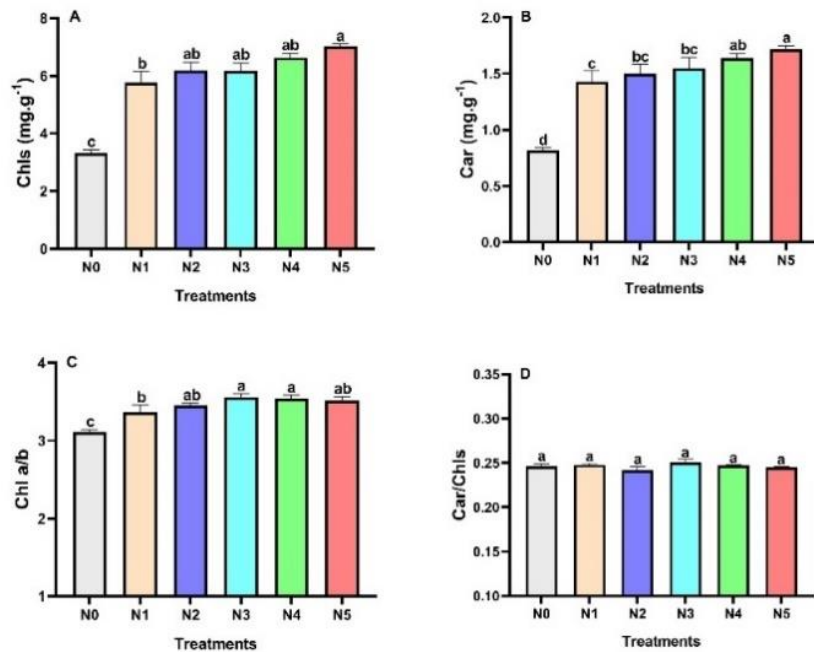 A
Chls (mg.g⁻¹)
8
6
4
2
0
c
b
ab
ab
ab
a
N0 N1 N2 N3 N4 N5
Treatments
B
Car (mg.g⁻¹)
2.0
1.5
1.0
0.5
0.0
d
c
bc
bc
ab
a
N0 N1 N2 N3 N4 N5
Treatments
C
Chl a/b
4
3
2
1
c
b
ab
a
a
ab
N0 N1 N2 N3 N4 N5
Treatments
D
Car/Chls
0.35
0.30
0.25
0.20
0.15
0.10
a
a
a
a
a
a
N0 N1 N2 N3 N4 N5
Treatments